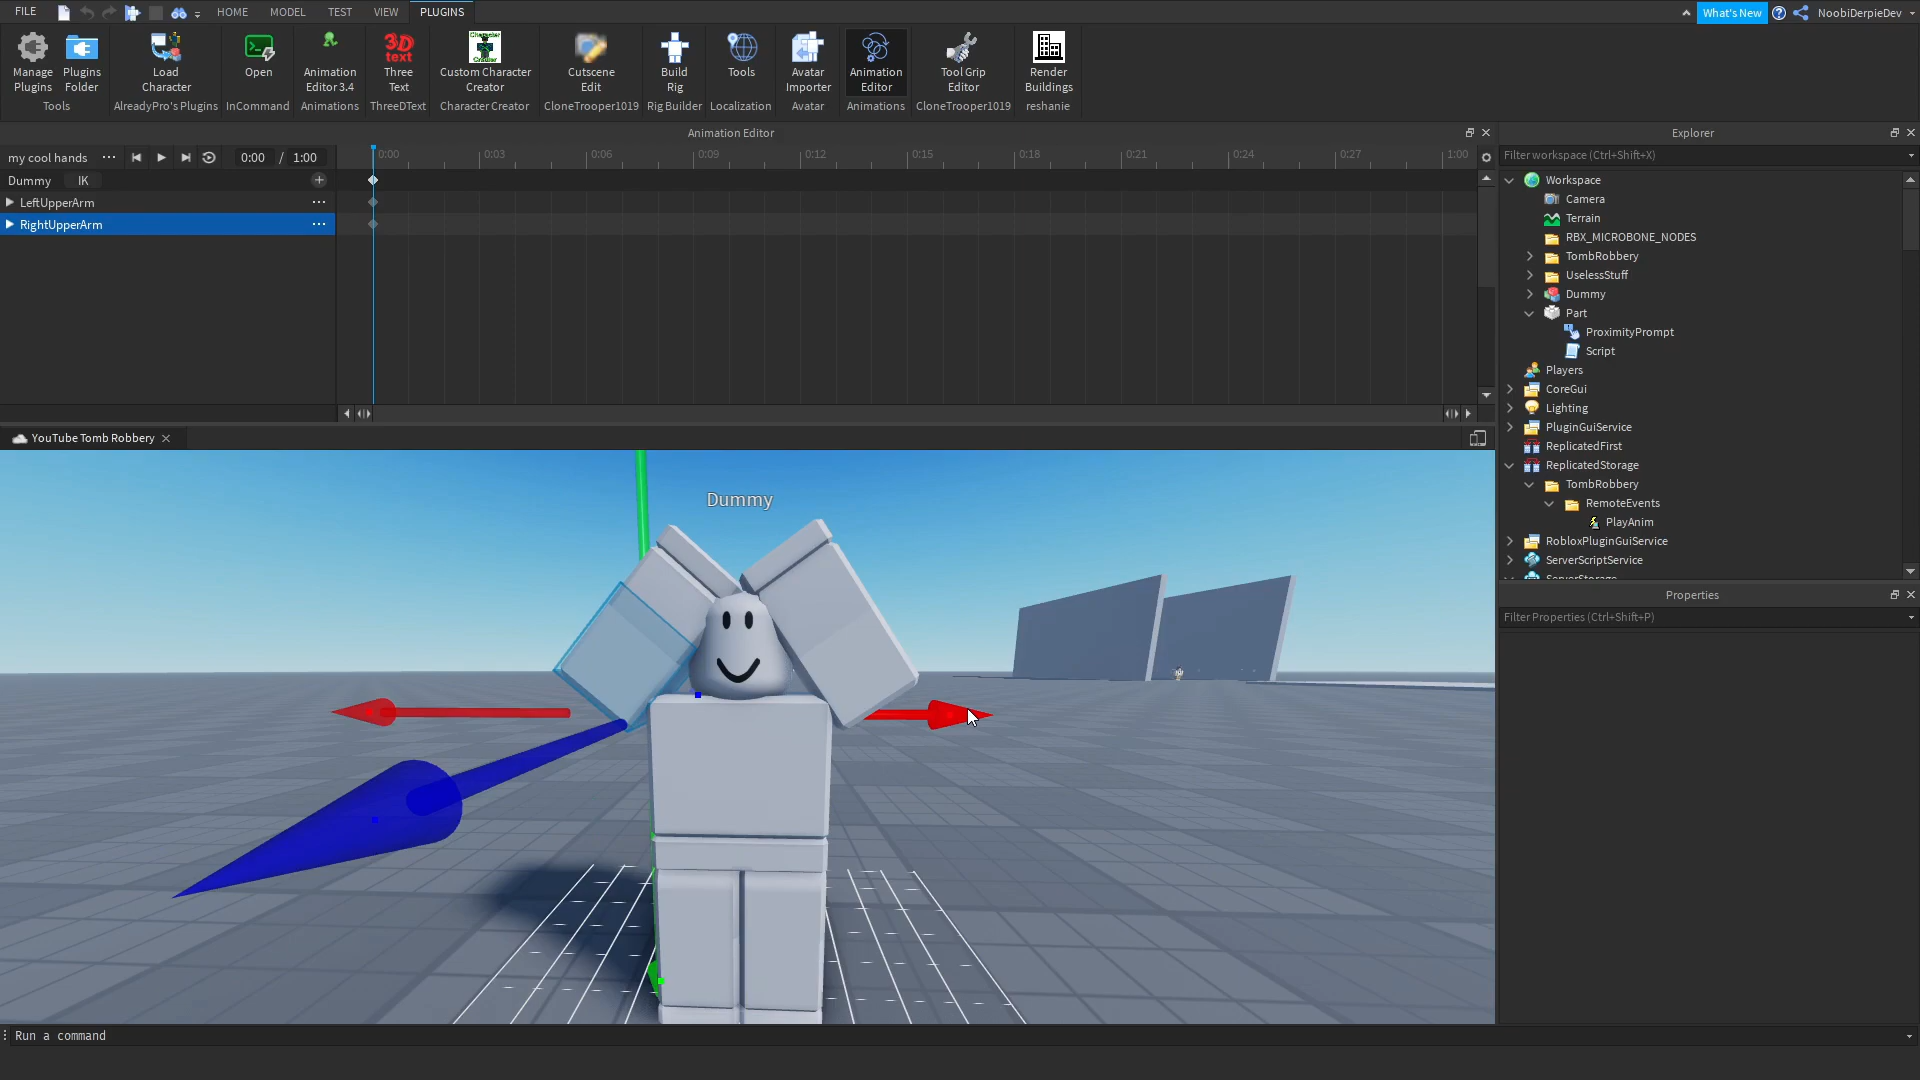 FILE
HOME
MODEL
TEST
VIEW
PLUGINS
What's New
NoobiDerpieDev
Manage
Plugins
Plugins
Folder
Tools
Load
Character
AlreadyPro's Plugins
Open
InCommand
Animation
Editor 3.4
Animations
3D
text
Three
Text
ThreeDText
Custom Character
Creator
Character Creator
Cutscene
Edit
CloneTrooper1019
Build
Rig
Rig Builder
Tools
Localization
Avatar
Importer
Avatar
Animation
Editor
Animations
Tool Grip
Editor
CloneTrooper1019
Render
Buildings
reshanie
Animation Editor
my cool hands
0:00 / 1:00
0:00 0:03 0:06 0:09 0:12 0:15 0:18 0:21 0:24 0:27 1:00
Dummy IK
LeftUpperArm
RightUpperArm
YouTube Tomb Robbery
Dummy
Explorer
Filter workspace (Ctrl+Shift+X)
Workspace
Camera
Terrain
RBX_MICROBONE_NODES
TombRobbery
UselessStuff
Dummy
Part
ProximityPrompt
Script
Players
CoreGui
Lighting
PluginGuiService
ReplicatedFirst
ReplicatedStorage
TombRobbery
RemoteEvents
PlayAnim
RobloxPluginGuiService
ServerScriptService
ServerStorage
Properties
Filter Properties (Ctrl+Shift+P)
Run a command